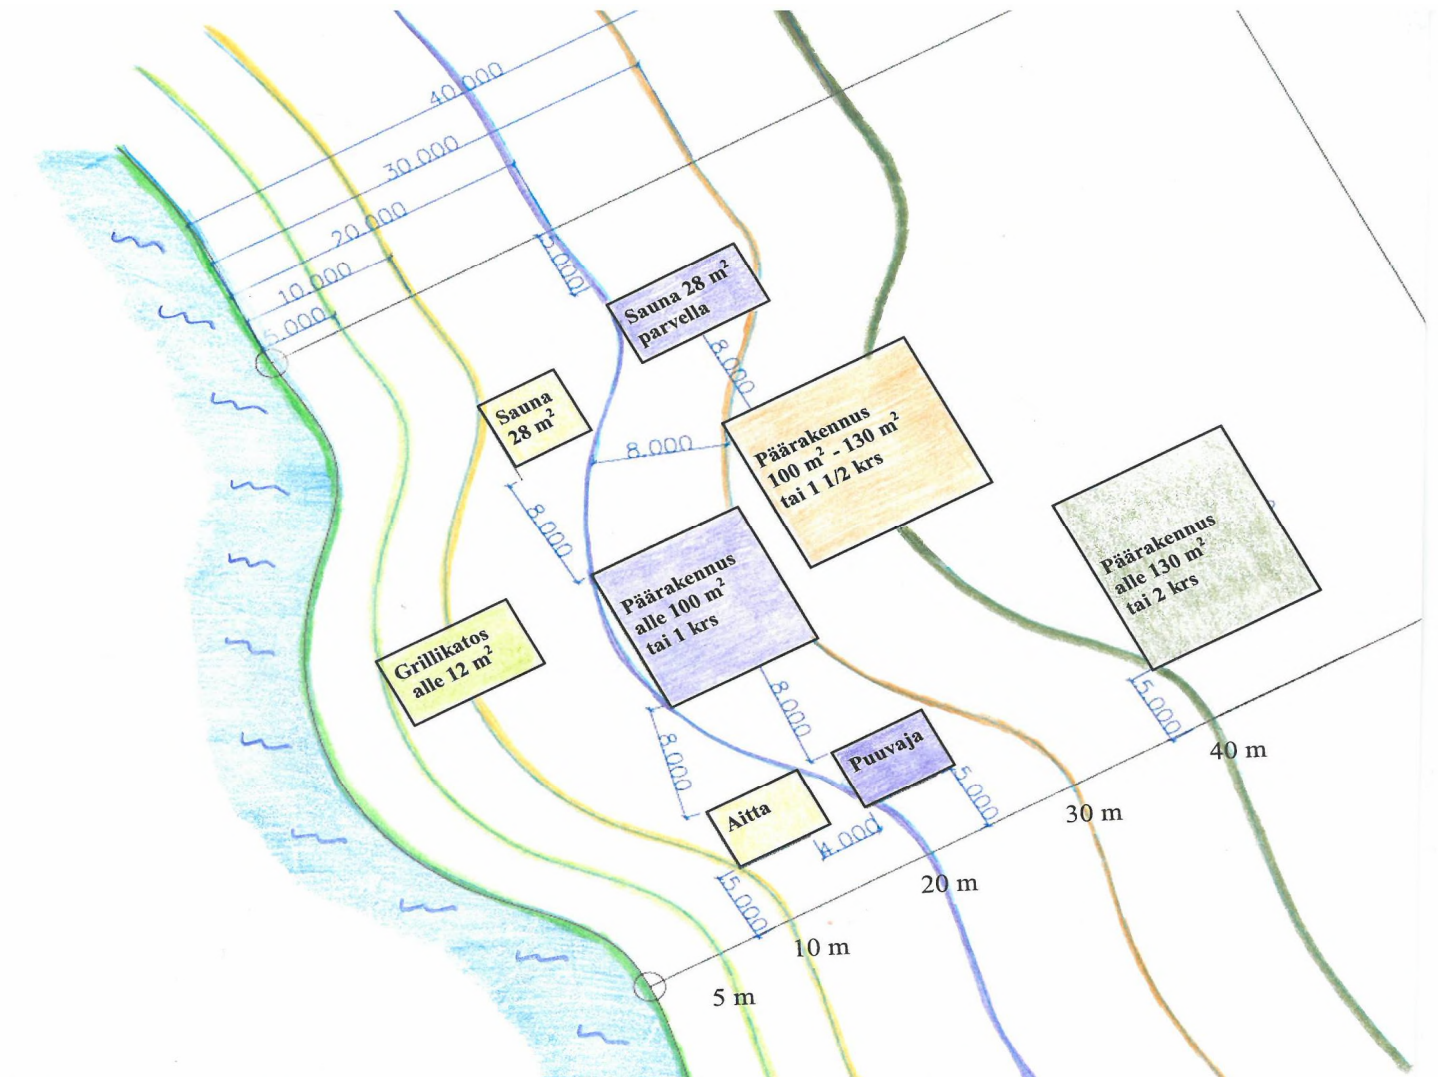 40.000
30.000
20.000
10.000
5.000
5.000
Sauna 28 m²
parvella
8.000
Sauna
28 m²
8.000
Päärakennus
100 m² - 130 m²
tai 1 1/2 krs
8.000
Päärakennus
alle 130 m²
tai 2 krs
Päärakennus
alle 100 m²
tai 1 krs
Grillikatos
alle 12 m²
8.000
8.000
5.000
Puuvaja
Aitta
4.000
5.000
5.000
40 m
30 m
20 m
10 m
5 m